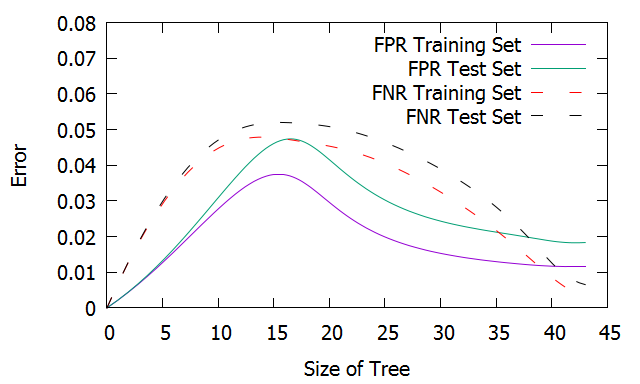 0.08
0.07
0.06
0.05
0.04
0.03
0.02
0.01
0
Error
FPR Training Set
FPR Test Set
FNR Training Set
FNR Test Set
0 5 10 15 20 25 30 35 40 45
Size of Tree